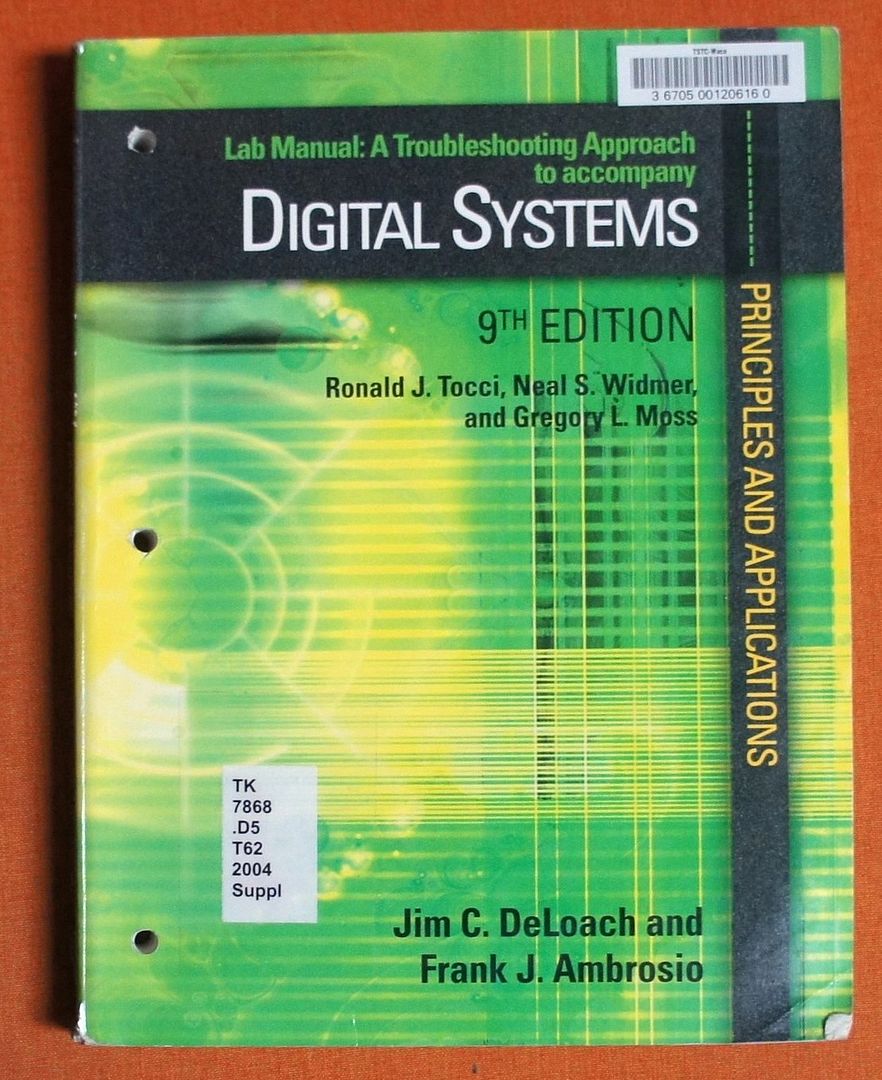 TSTC-Waco
3 6705 00120616 0
Lab Manual: A Troubleshooting Approach
to accompany
DIGITAL SYSTEMS
PRINCIPLES AND APPLICATIONS
9TH EDITION
Ronald J. Tocci, Neal S. Widmer,
and Gregory L. Moss
TK
7868
.D5
T62
2004
Suppl
Jim C. DeLoach and
Frank J. Ambrosio